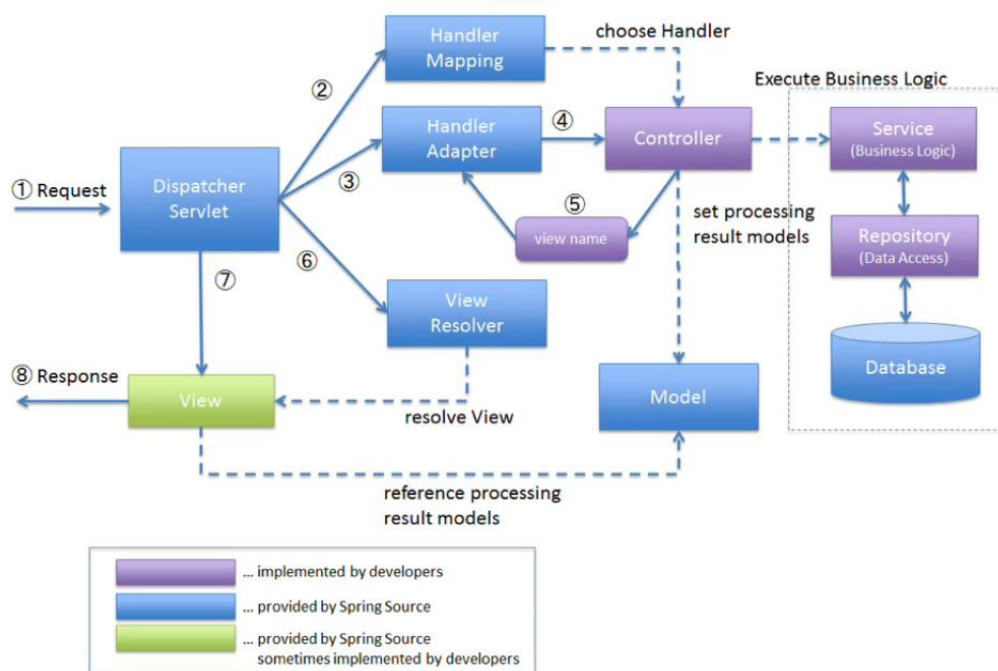 Handler
Mapping
choose Handler
Execute Business Logic
②
Handler
Adapter
④
Controller
Service
(Business Logic)
① Request
Dispatcher
Servlet
③
⑤
view name
set processing
result models
Repository
(Data Access)
⑥
⑦
View
Resolver
⑧ Response
View
resolve View
Model
Database
reference processing
result models
... implemented by developers
... provided by Spring Source
... provided by Spring Source
sometimes implemented by developers